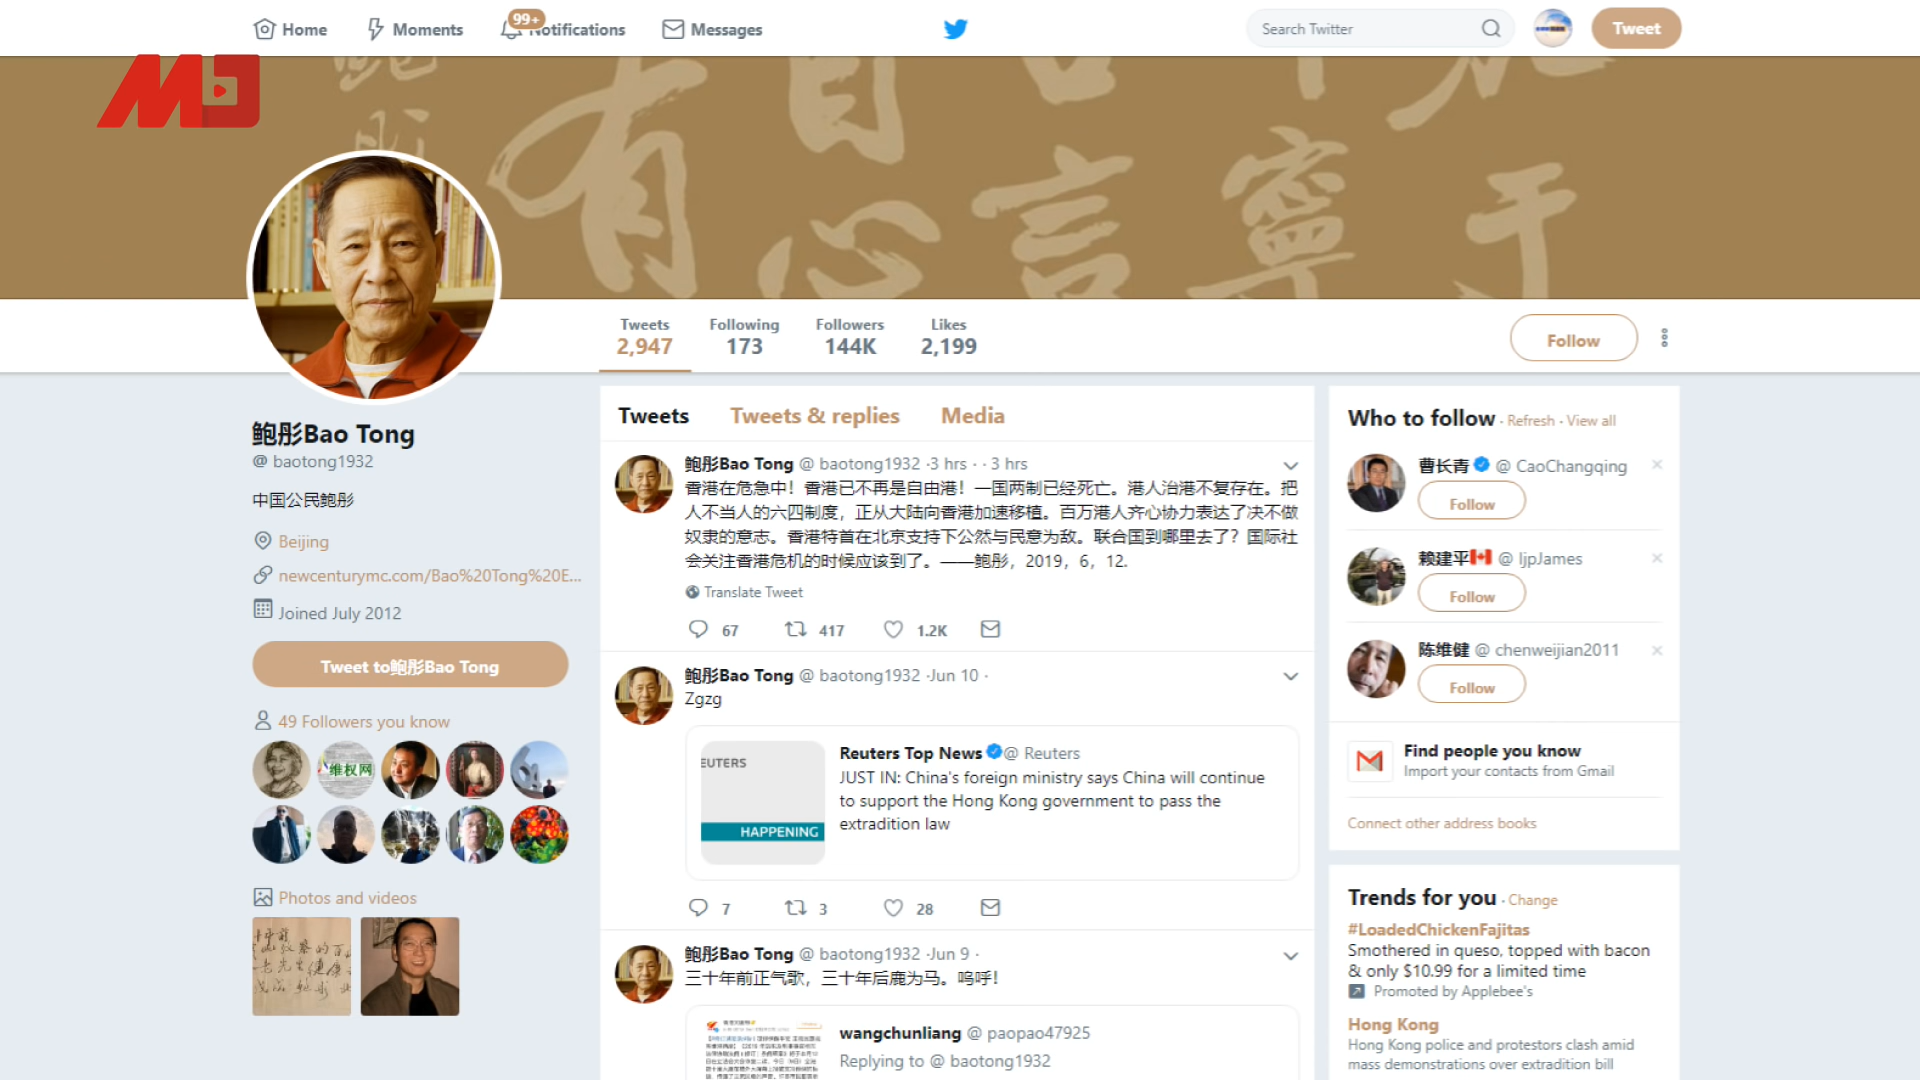 Home
Moments
99+
Notifications
Messages
Search Twitter
Tweet
有
心
言
寧
于
Tweets
2,947
Following
173
Followers
144K
Likes
2,199
Follow
鲍彤Bao Tong
@ baotong1932
中国公民鲍彤
Beijing
newcenturymc.com/Bao%20Tong%20E...
Joined July 2012
Tweet to鲍彤Bao Tong
49 Followers you know
维权网
Photos and videos
Tweets
Tweets & replies
Media
鲍彤Bao Tong @ baotong1932 ·3 hrs · · 3 hrs
香港在危急中！香港已不再是自由港！一国两制已经死亡。港人治港不复存在。把
人不当人的六四制度，正从大陆向香港加速移植。百万港人齐心协力表达了决不做
奴隶的意志。香港特首在北京支持下公然与民意为敌。联合国到哪里去了？国际社
会关注香港危机的时候应该到了。——鲍彤，2019，6，12.
Translate Tweet
67
417
1.2K
鲍彤Bao Tong @ baotong1932 ·Jun 10 ·
Zgzg
EUTERS
HAPPENING
Reuters Top News @ Reuters
JUST IN: China's foreign ministry says China will continue
to support the Hong Kong government to pass the
extradition law
7
3
28
鲍彤Bao Tong @ baotong1932 ·Jun 9 ·
三十年前正气歌，三十年后鹿为马。呜呼！
wangchunliang @ paopao47925
Replying to @ baotong1932
Who to follow · Refresh · View all
曹长青 @ CaoChangqing
Follow
赖建平 @ ljpJames
Follow
陈维健 @ chenweijian2011
Follow
Find people you know
Import your contacts from Gmail
Connect other address books
Trends for you · Change
#LoadedChickenFajitas
Smothered in queso, topped with bacon
& only $10.99 for a limited time
Promoted by Applebee's
Hong Kong
Hong Kong police and protestors clash amid
mass demonstrations over extradition bill